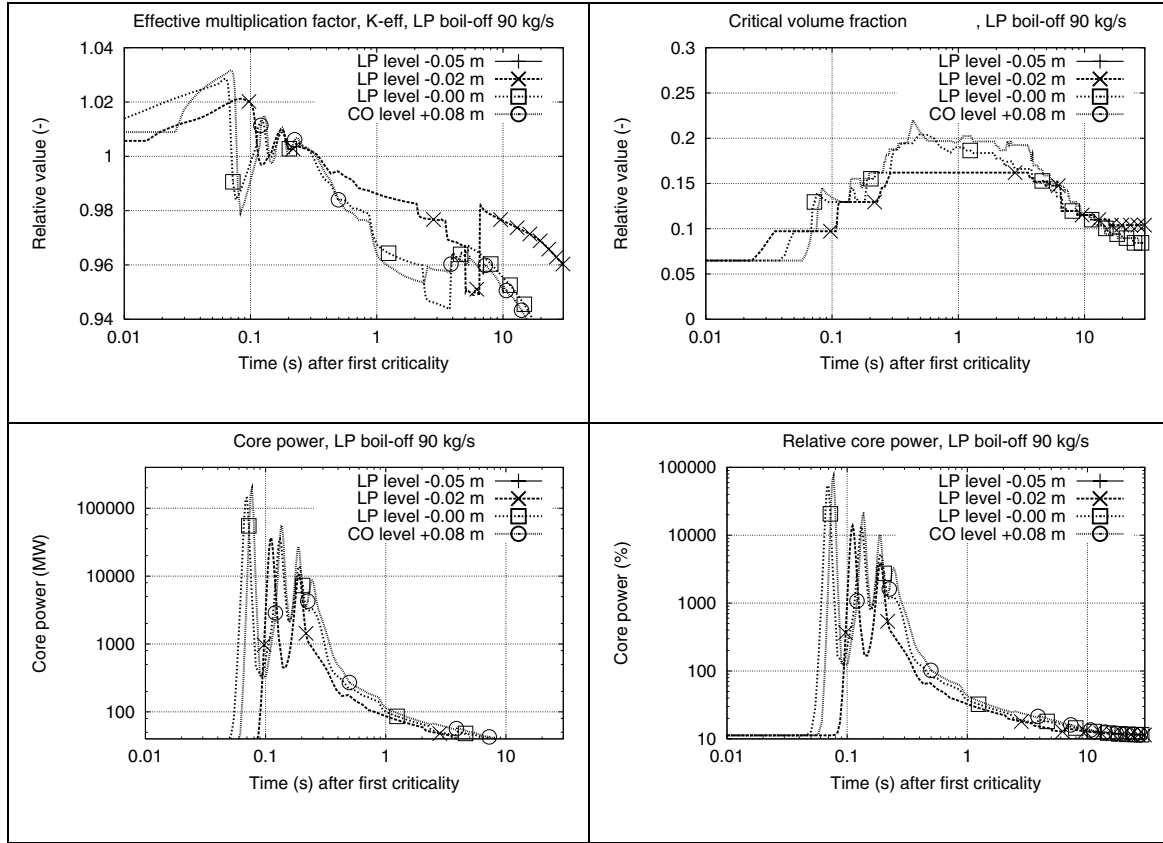 Effective multiplication factor, K-eff, LP boil-off 90 kg/s
1.04
1.02
1
0.98
0.96
0.94
Relative value (-)
LP level -0.05 m
LP level -0.02 m
LP level -0.00 m
CO level +0.08 m
0.01
0.1
1
10
Time (s) after first criticality
Critical volume fraction , LP boil-off 90 kg/s
0.3
0.25
0.2
0.15
0.1
0.05
0
Relative value (-)
LP level -0.05 m
LP level -0.02 m
LP level -0.00 m
CO level +0.08 m
0.01
0.1
1
10
Time (s) after first criticality
Core power, LP boil-off 90 kg/s
100000
10000
1000
100
Core power (MW)
LP level -0.05 m
LP level -0.02 m
LP level -0.00 m
CO level +0.08 m
0.01
0.1
1
10
Time (s) after first criticality
Relative core power, LP boil-off 90 kg/s
100000
10000
1000
100
10
Core power (%)
LP level -0.05 m
LP level -0.02 m
LP level -0.00 m
CO level +0.08 m
0.01
0.1
1
10
Time (s) after first criticality